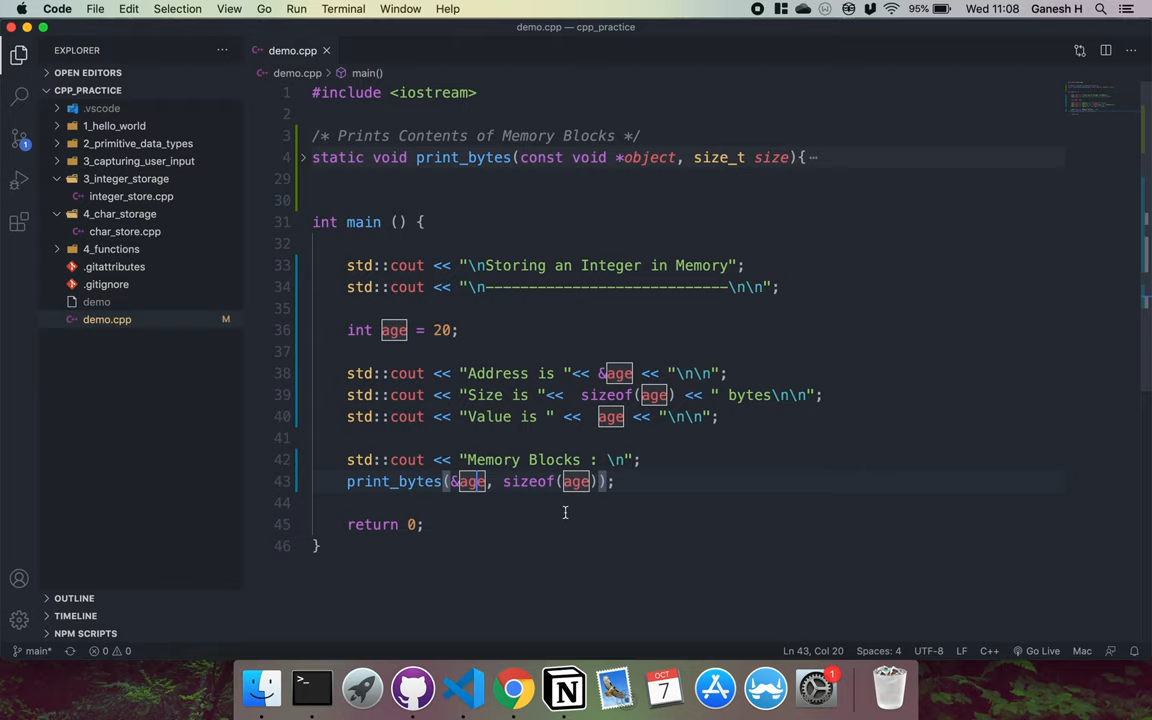 Code File Edit Selection View Go Run Terminal Window Help 95% Wed 11:08 Ganesh H
demo.cpp — cpp_practice
EXPLORER
demo.cpp
OPEN EDITORS
demo.cpp > main()
CPP_PRACTICE
.vscode
1_hello_world
2_primitive_data_types
3_capturing_user_input
3_integer_storage
integer_store.cpp
4_char_storage
char_store.cpp
4_functions
.gitattributes
.gitignore
demo
demo.cpp M
OUTLINE
TIMELINE
NPM SCRIPTS
1 #include <iostream>
2
3 /* Prints Contents of Memory Blocks */
4 static void print_bytes(const void *object, size_t size){⋯
29
30
31 int main () {
32
33 std::cout << "\nStoring an Integer in Memory";
34 std::cout << "\n---------------------------\n\n";
35
36 int age = 20;
37
38 std::cout << "Address is "<< &age << "\n\n";
39 std::cout << "Size is "<<  sizeof(age) << " bytes\n\n";
40 std::cout << "Value is " <<  age << "\n\n";
41
42 std::cout << "Memory Blocks : \n";
43 print_bytes(&age, sizeof(age));
44
45 return 0;
46 }
main* 0 0 Ln 43, Col 20 Spaces: 4 UTF-8 LF C++ Go Live Mac
1
OCT
7
1